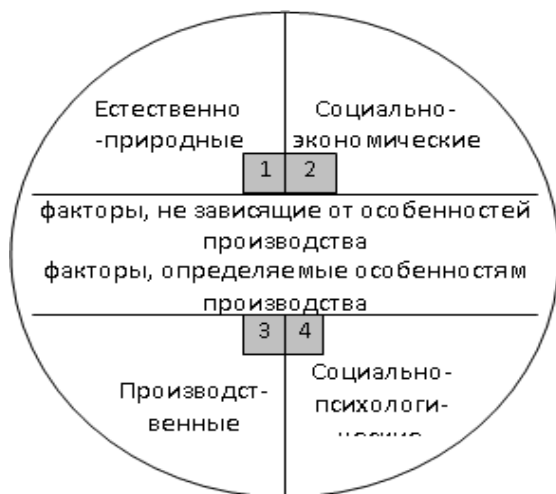 Естественно
-природные
Социально-
экономические
1 2
факторы, не зависящие от особенностей
производства
факторы, определяемые особенностям
производства
3 4
Производст-
венные
Социально-
психологи-